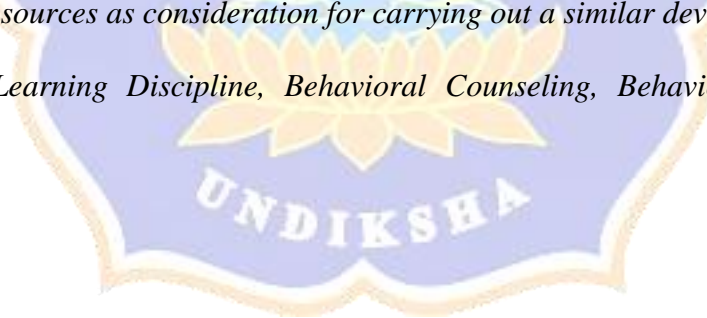 sources as consideration for carrying out a similar dev
Learning Discipline, Behavioral Counseling, Behavi
UNDIKSHA